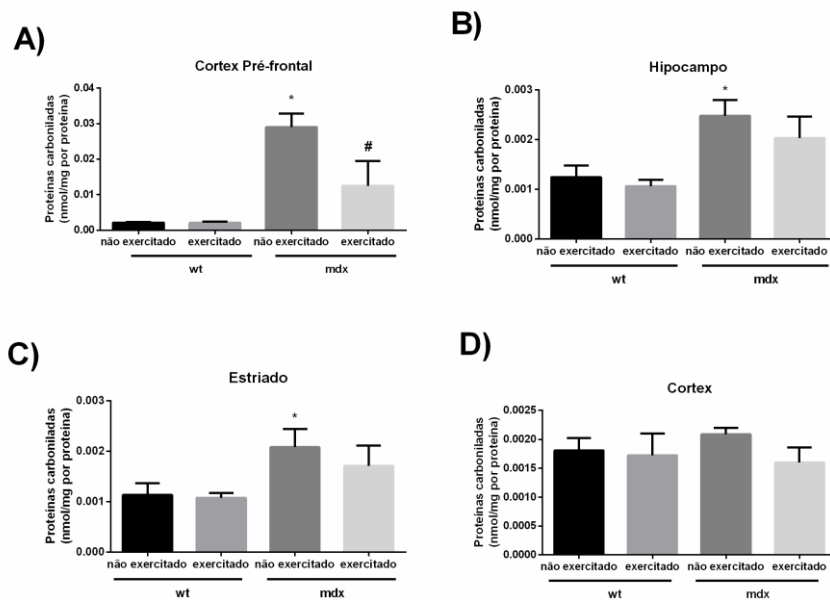 A)
Cortex Pré-frontal
Proteínas carboniladas
(nmol/mg por proteína)
0.04
0.03
0.02
0.01
0.00
*
#
não exercitado
exercitado
não exercitado
exercitado
wt
mdx
B)
Hipocampo
Proteínas carboniladas
(nmol/mg por proteína)
0.003
0.002
0.001
0.000
*
não exercitado
exercitado
não exercitado
exercitado
wt
mdx
C)
Estriado
Proteínas carboniladas
(nmol/mg por proteína)
0.003
0.002
0.001
0.000
*
não exercitado
exercitado
não exercitado
exercitado
wt
mdx
D)
Cortex
Proteínas carboniladas
(nmol/mg por proteína)
0.0025
0.0020
0.0015
0.0010
0.0005
0.0000
não exercitado
exercitado
não exercitado
exercitado
wt
mdx